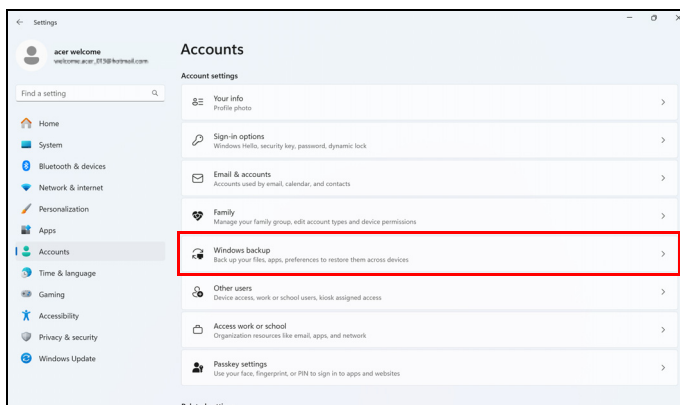 Settings
acer welcome
Find a setting
Home
System
Bluetooth & devices
Network & internet
Personalization
Apps
Accounts
Time & language
Gaming
Accessibility
Privacy & security
Windows Update
Accounts
Account settings
Your info
Profile photo
Sign-in options
Windows Hello, security key, password, dynamic lock
Email & accounts
Accounts used by email, calendar, and contacts
Family
Manage your family group, edit account types and device permissions
Windows backup
Back up your files, apps, preferences to restore them across devices
Other users
Device access, work or school users, kiosk assigned access
Access work or school
Organization resources like email, apps, and network
Passkey settings
Use your face, fingerprint, or PIN to sign in to apps and websites